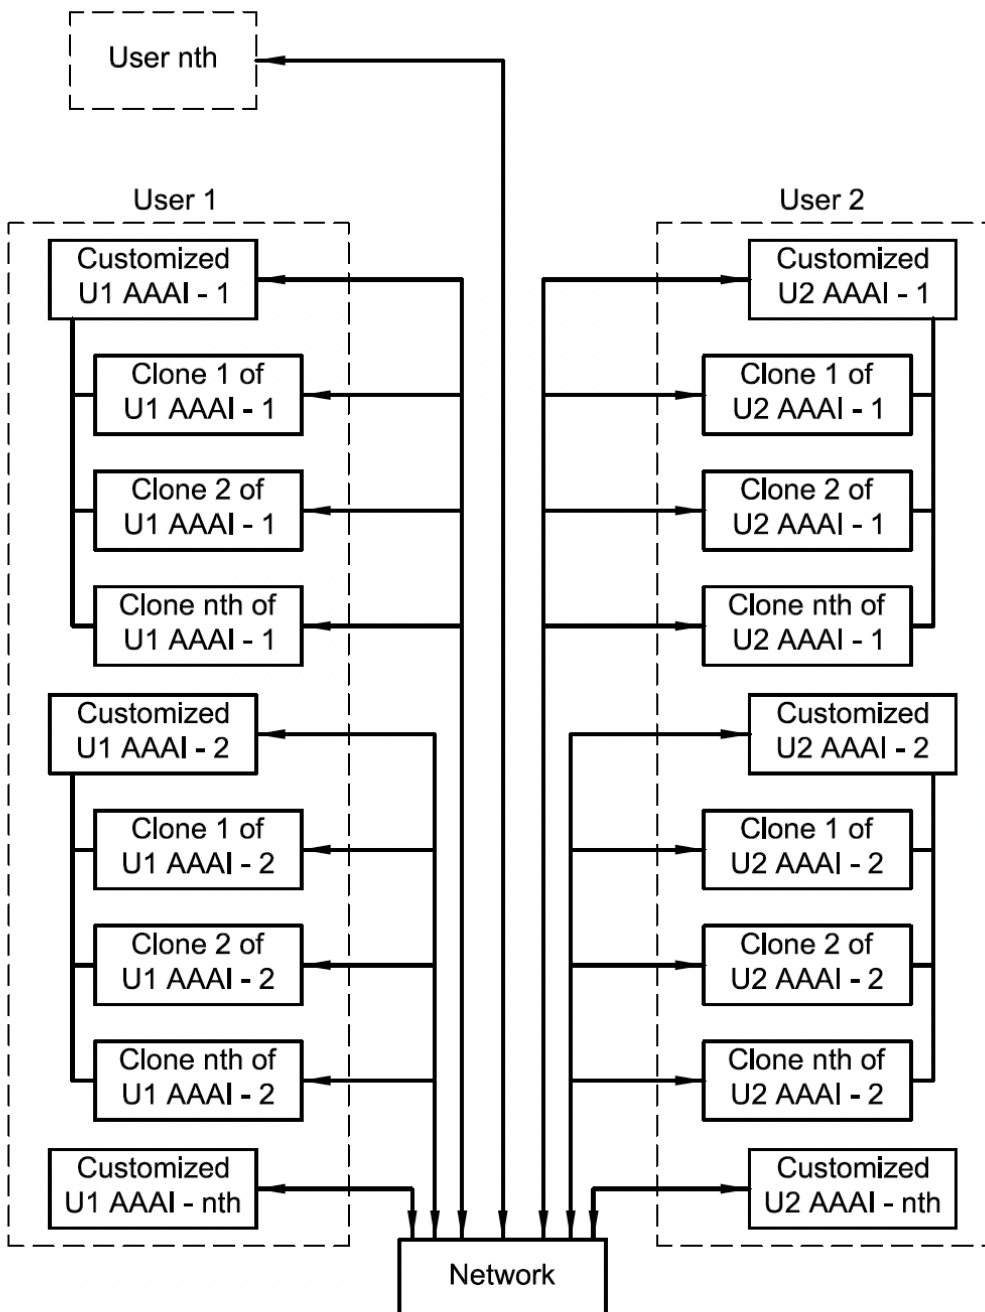 User nth
User 1
Customized
U1 AAAI - 1
Clone 1 of
U1 AAAI - 1
Clone 2 of
U1 AAAI - 1
Clone nth of
U1 AAAI - 1
Customized
U1 AAAI - 2
Clone 1 of
U1 AAAI - 2
Clone 2 of
U1 AAAI - 2
Clone nth of
U1 AAAI - 2
Customized
U1 AAAI - nth
User 2
Customized
U2 AAAI - 1
Clone 1 of
U2 AAAI - 1
Clone 2 of
U2 AAAI - 1
Clone nth of
U2 AAAI - 1
Customized
U2 AAAI - 2
Clone 1 of
U2 AAAI - 2
Clone 2 of
U2 AAAI - 2
Clone nth of
U2 AAAI - 2
Customized
U2 AAAI - nth
Network